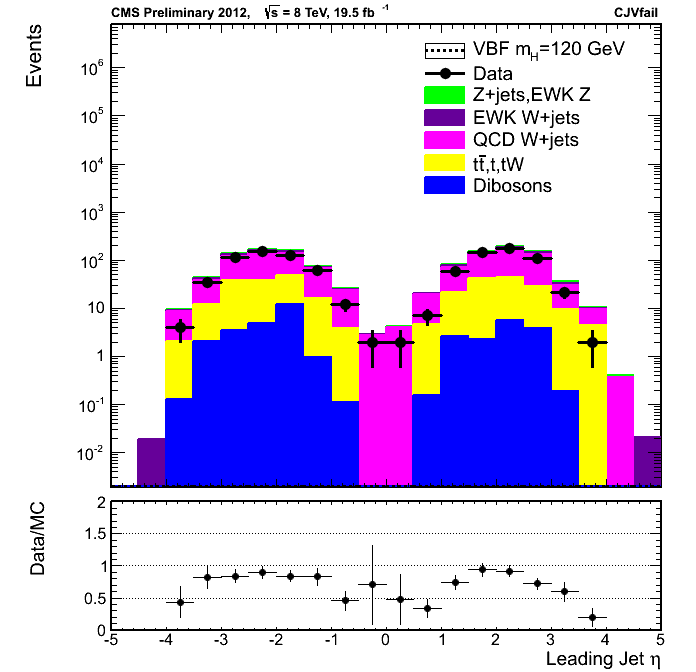 CMS Preliminary 2012, √s = 8 TeV, 19.5 fb⁻¹ CJVfail
Events
VBF m_H=120 GeV
Data
Z+jets,EWK Z
EWK W+jets
QCD W+jets
tt̄,t,tW
Dibosons
10⁶
10⁵
10⁴
10³
10²
10
1
10⁻¹
10⁻²
Data/MC
2
1.5
1
0.5
0
-5 -4 -3 -2 -1 0 1 2 3 4 5
Leading Jet η